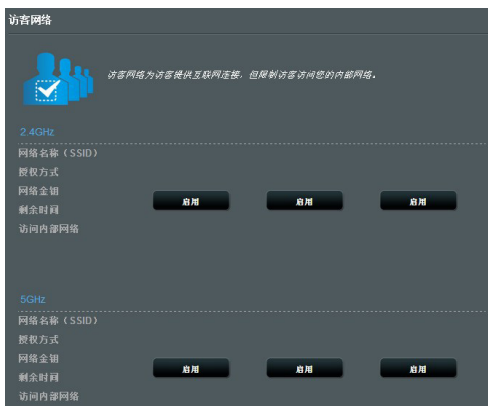 访客网络
访客网络为访客提供互联网连接，但限制访客访问您的内部网络。
2.4GHz
网络名称（SSID）
授权方式
网络金钥
启用 启用 启用
剩余时间
访问内部网络
5GHz
网络名称（SSID）
授权方式
网络金钥
启用 启用 启用
剩余时间
访问内部网络